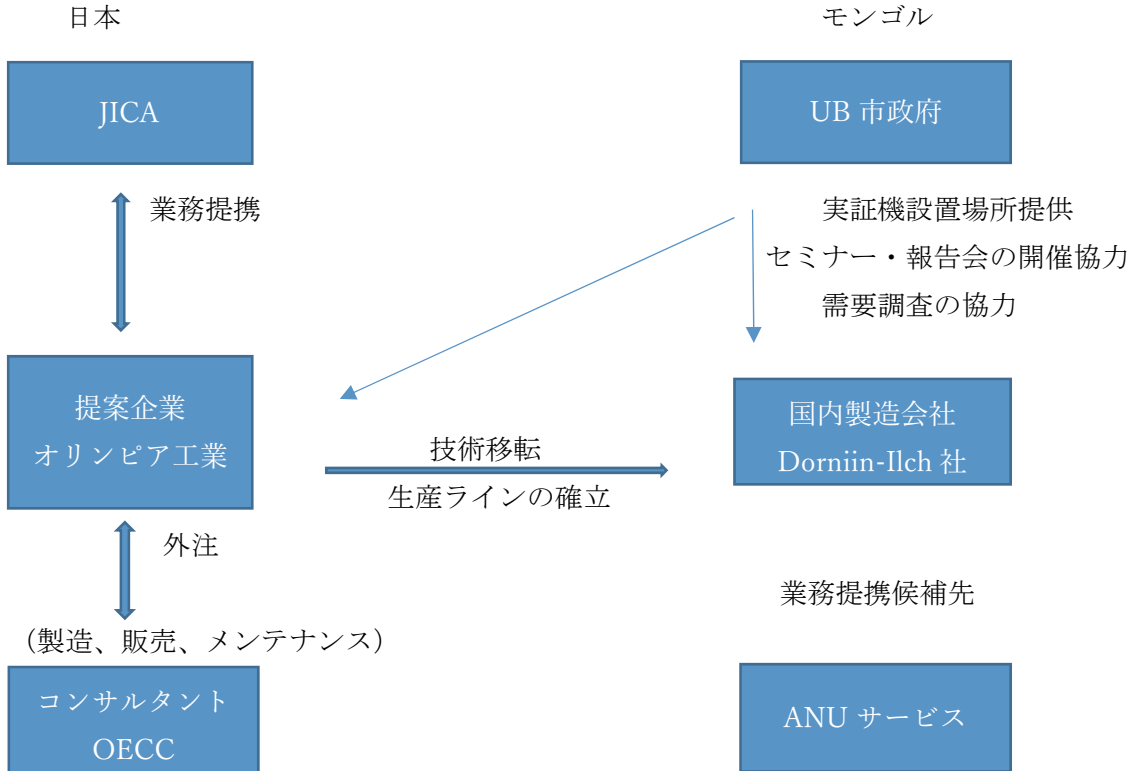 日本
モンゴル
JICA
UB 市政府
業務提携
実証機設置場所提供
セミナー・報告会の開催協力
需要調査の協力
提案企業
オリンピア工業
技術移転
生産ラインの確立
国内製造会社
Dorniin-Ilch 社
外注
業務提携候補先
（製造、販売、メンテナンス）
コンサルタント
OECC
ANU サービス